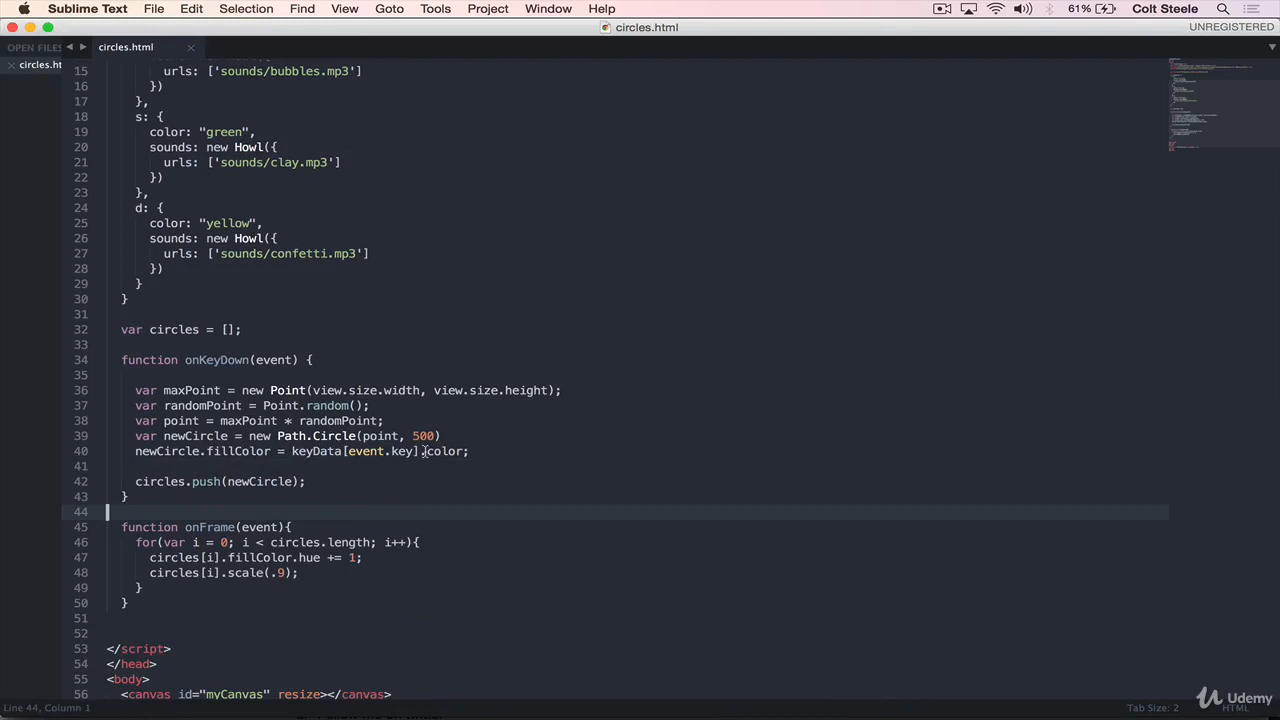 Sublime Text File Edit Selection Find View Goto Tools Project Window Help 61% Colt Steele
circles.html UNREGISTERED
OPEN FILES circles.html
circles.ht
15 urls: ['sounds/bubbles.mp3']
16 })
17 },
18 s: {
19 color: "green",
20 sounds: new Howl({
21 urls: ['sounds/clay.mp3']
22 })
23 },
24 d: {
25 color: "yellow",
26 sounds: new Howl({
27 urls: ['sounds/confetti.mp3']
28 })
29 }
30 }
31
32 var circles = [];
33
34 function onKeyDown(event) {
35
36 var maxPoint = new Point(view.size.width, view.size.height);
37 var randomPoint = Point.random();
38 var point = maxPoint * randomPoint;
39 var newCircle = new Path.Circle(point, 500)
40 newCircle.fillColor = keyData[event.key].color;
41
42 circles.push(newCircle);
43 }
44
45 function onFrame(event){
46 for(var i = 0; i < circles.length; i++){
47 circles[i].fillColor.hue += 1;
48 circles[i].scale(.9);
49 }
50 }
51
52
53 </script>
54 </head>
55 <body>
56 <canvas id="myCanvas" resize></canvas>
Line 44, Column 1 Tab Size: 2 HTML
Udemy